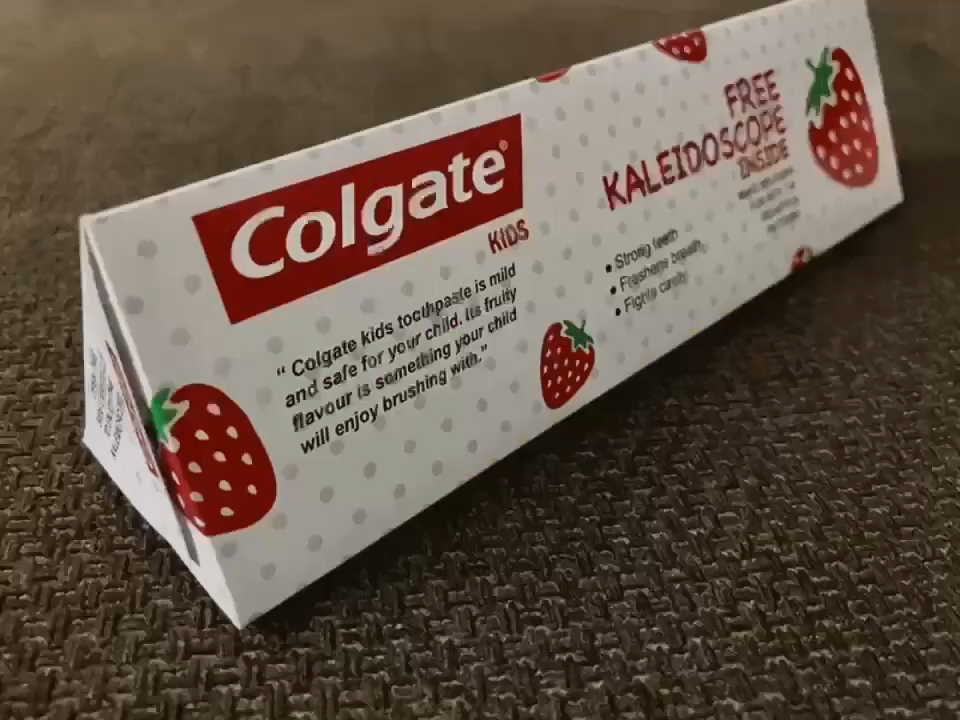 Colgate®
KIDS
“ Colgate kids toothpaste is mild
and safe for your child. Its fruity
flavour is something your child
will enjoy brushing with.”
FREE
KALEIDOSCOPE
INSIDE
• Strong teeth
• Freshens breath
• Fights cavity